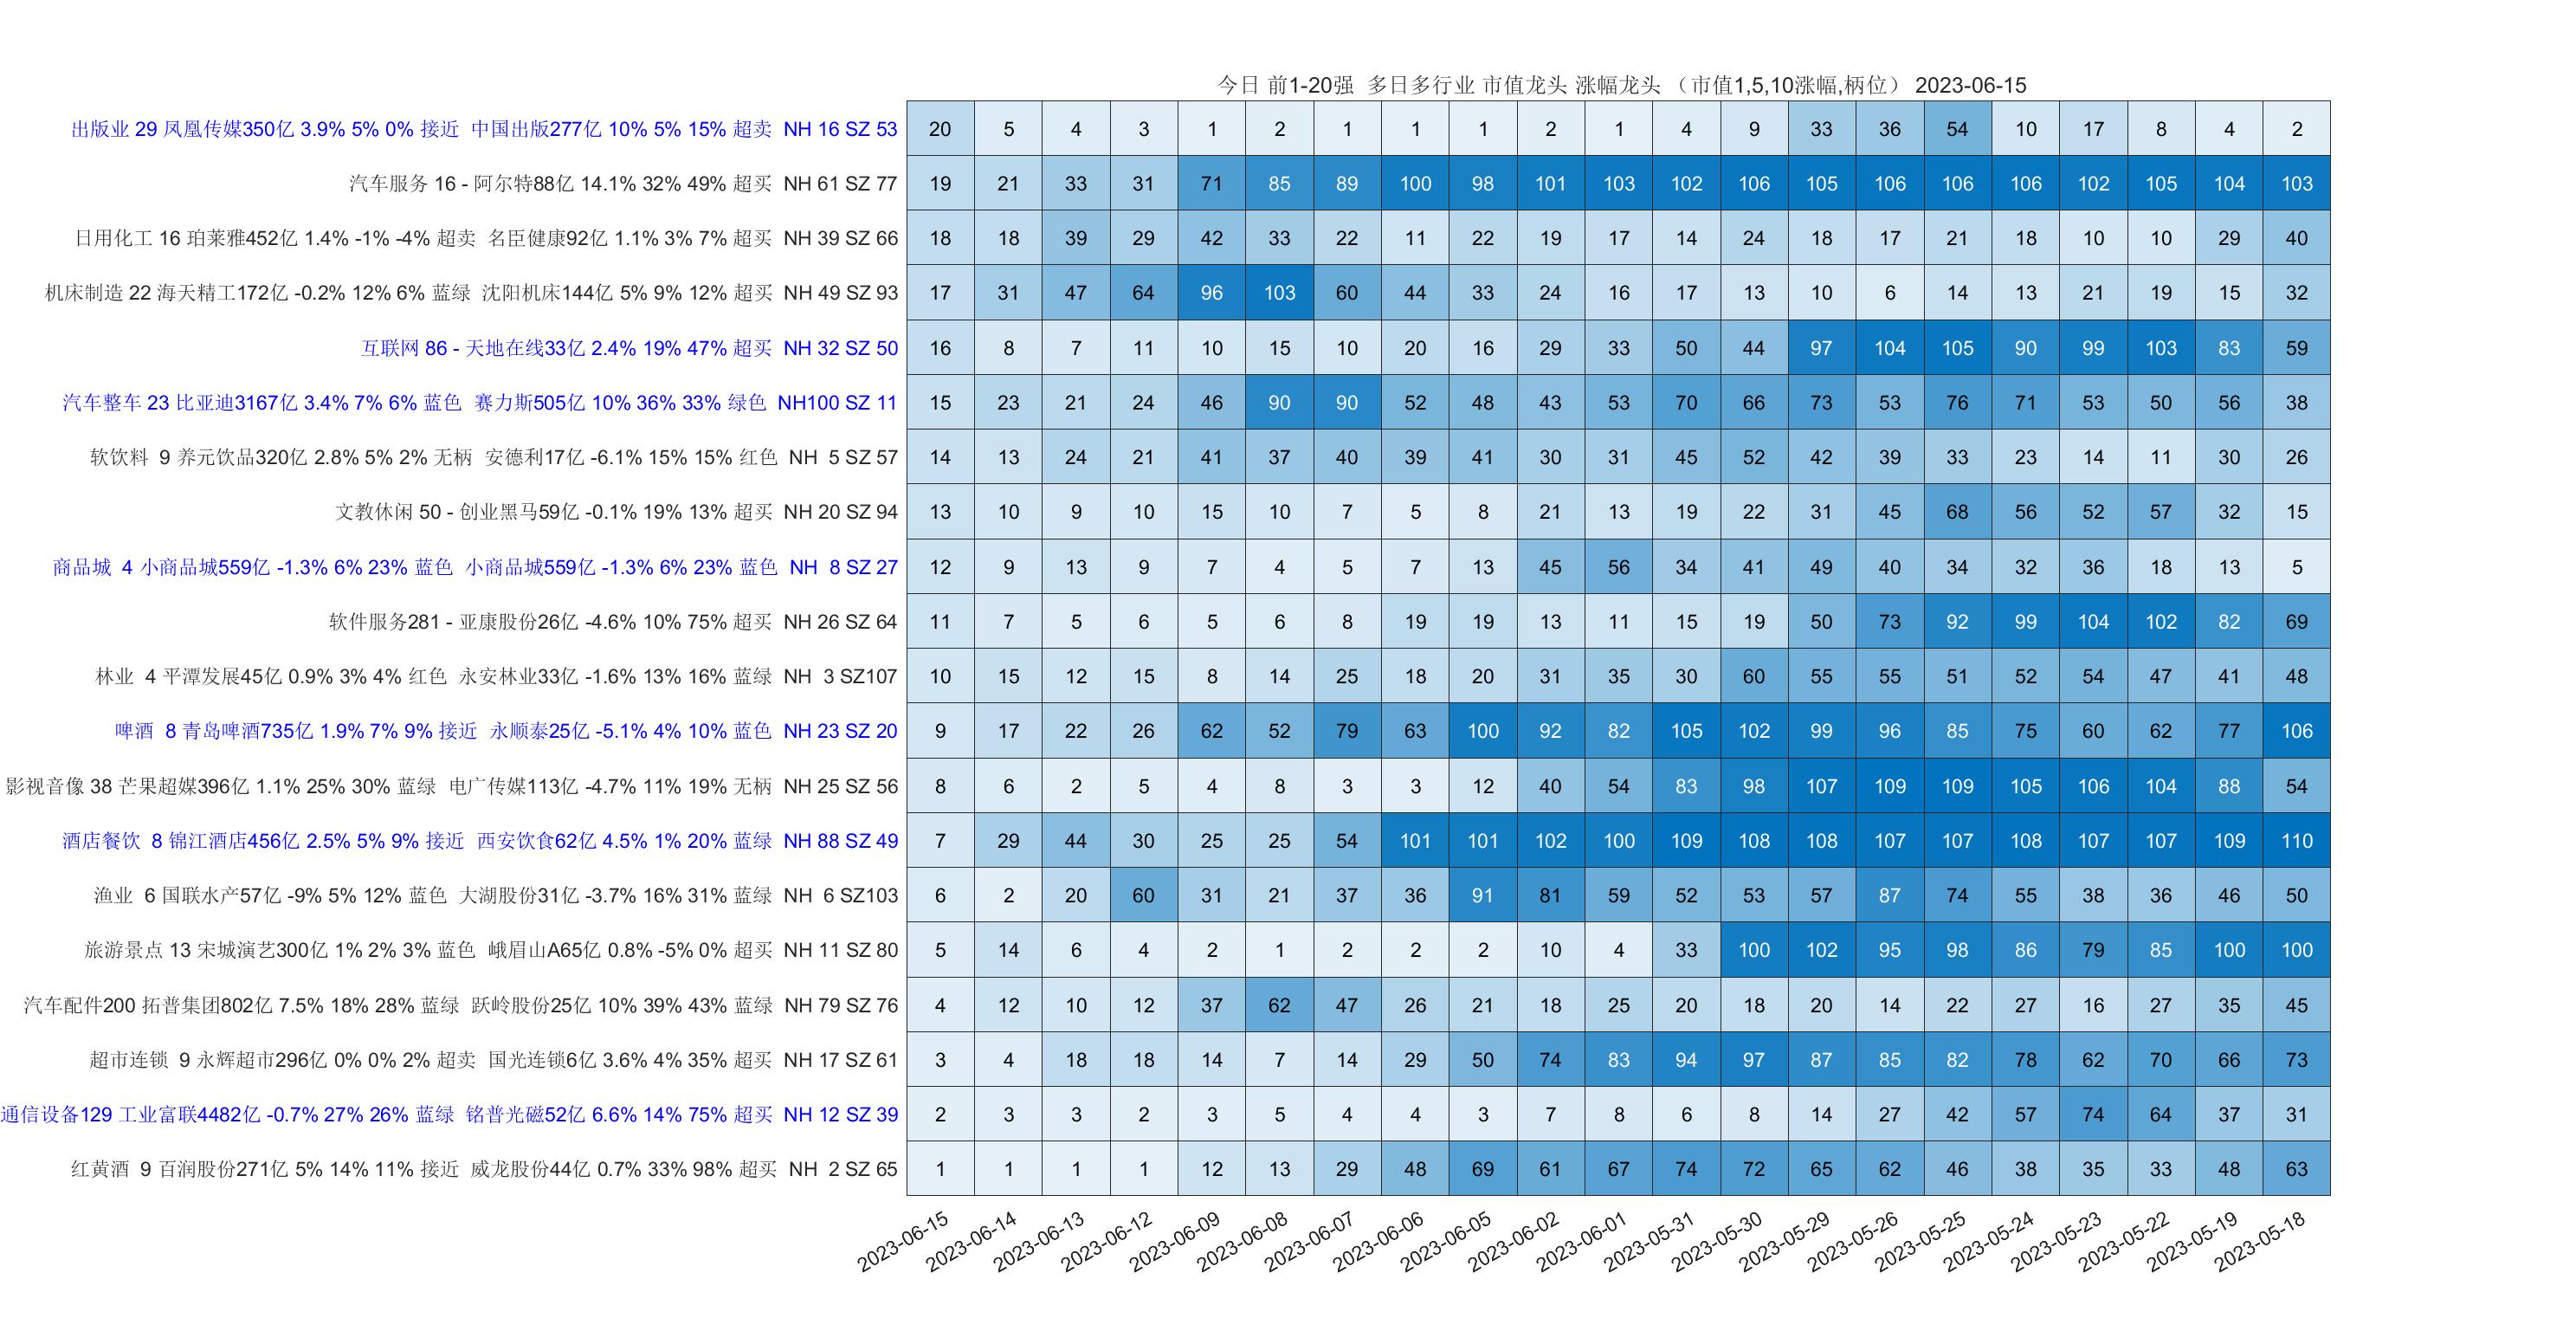 今日 前1-20强 多日多行业 市值龙头 涨幅龙头 （市值1,5,10涨幅,柄位） 2023-06-15
出版业 29 凤凰传媒350亿 3.9% 5% 0% 接近 中国出版277亿 10% 5% 15% 超卖 NH 16 SZ 53 20 5 4 3 1 2 1 1 1 2 1 4 9 33 36 54 10 17 8 4 2
汽车服务 16 - 阿尔特88亿 14.1% 32% 49% 超买 NH 61 SZ 77 19 21 33 31 71 85 89 100 98 101 103 102 106 105 106 106 106 102 105 104 103
日用化工 16 珀莱雅452亿 1.4% -1% -4% 超卖 名臣健康92亿 1.1% 3% 7% 超买 NH 39 SZ 66 18 18 39 29 42 33 22 11 22 19 17 14 24 18 17 21 18 10 10 29 40
机床制造 22 海天精工172亿 -0.2% 12% 6% 蓝绿 沈阳机床144亿 5% 9% 12% 超买 NH 49 SZ 93 17 31 47 64 96 103 60 44 33 24 16 17 13 10 6 14 13 21 19 15 32
互联网 86 - 天地在线33亿 2.4% 19% 47% 超买 NH 32 SZ 50 16 8 7 11 10 15 10 20 16 29 33 50 44 97 104 105 90 99 103 83 59
汽车整车 23 比亚迪3167亿 3.4% 7% 6% 蓝色 赛力斯505亿 10% 36% 33% 绿色 NH100 SZ 11 15 23 21 24 46 90 90 52 48 43 53 70 66 73 53 76 71 53 50 56 38
软饮料 9 养元饮品320亿 2.8% 5% 2% 无柄 安德利17亿 -6.1% 15% 15% 红色 NH 5 SZ 57 14 13 24 21 41 37 40 39 41 30 31 45 52 42 39 33 23 14 11 30 26
文教休闲 50 - 创业黑马59亿 -0.1% 19% 13% 超买 NH 20 SZ 94 13 10 9 10 15 10 7 5 8 21 13 19 22 31 45 68 56 52 57 32 15
商品城 4 小商品城559亿 -1.3% 6% 23% 蓝色 小商品城559亿 -1.3% 6% 23% 蓝色 NH 8 SZ 27 12 9 13 9 7 4 5 7 13 45 56 34 41 49 40 34 32 36 18 13 5
软件服务281 - 亚康股份26亿 -4.6% 10% 75% 超买 NH 26 SZ 64 11 7 5 6 5 6 8 19 19 13 11 15 19 50 73 92 99 104 102 82 69
林业 4 平潭发展45亿 0.9% 3% 4% 红色 永安林业33亿 -1.6% 13% 16% 蓝绿 NH 3 SZ107 10 15 12 15 8 14 25 18 20 31 35 30 60 55 55 51 52 54 47 41 48
啤酒 8 青岛啤酒735亿 1.9% 7% 9% 接近 永顺泰25亿 -5.1% 4% 10% 蓝色 NH 23 SZ 20 9 17 22 26 62 52 79 63 100 92 82 105 102 99 96 85 75 60 62 77 106
影视音像 38 芒果超媒396亿 1.1% 25% 30% 蓝绿 电广传媒113亿 -4.7% 11% 19% 无柄 NH 25 SZ 56 8 6 2 5 4 8 3 3 12 40 54 83 98 107 109 109 105 106 104 88 54
酒店餐饮 8 锦江酒店456亿 2.5% 5% 9% 接近 西安饮食62亿 4.5% 1% 20% 蓝绿 NH 88 SZ 49 7 29 44 30 25 25 54 101 101 102 100 109 108 108 107 107 108 107 107 109 110
渔业 6 国联水产57亿 -9% 5% 12% 蓝色 大湖股份31亿 -3.7% 16% 31% 蓝绿 NH 6 SZ103 6 2 20 60 31 21 37 36 91 81 59 52 53 57 87 74 55 38 36 46 50
旅游景点 13 宋城演艺300亿 1% 2% 3% 蓝色 峨眉山A65亿 0.8% -5% 0% 超买 NH 11 SZ 80 5 14 6 4 2 1 2 2 2 10 4 33 100 102 95 98 86 79 85 100 100
汽车配件200 拓普集团802亿 7.5% 18% 28% 蓝绿 跃岭股份25亿 10% 39% 43% 蓝绿 NH 79 SZ 76 4 12 10 12 37 62 47 26 21 18 25 20 18 20 14 22 27 16 27 35 45
超市连锁 9 永辉超市296亿 0% 0% 2% 超卖 国光连锁6亿 3.6% 4% 35% 超买 NH 17 SZ 61 3 4 18 18 14 7 14 29 50 74 83 94 97 87 85 82 78 62 70 66 73
通信设备129 工业富联4482亿 -0.7% 27% 26% 蓝绿 铭普光磁52亿 6.6% 14% 75% 超买 NH 12 SZ 39 2 3 3 2 3 5 4 4 3 7 8 6 8 14 27 42 57 74 64 37 31
红黄酒 9 百润股份271亿 5% 14% 11% 接近 威龙股份44亿 0.7% 33% 98% 超买 NH 2 SZ 65 1 1 1 1 12 13 29 48 69 61 67 74 72 65 62 46 38 35 33 48 63
2023-06-15 2023-06-14 2023-06-13 2023-06-12 2023-06-09 2023-06-08 2023-06-07 2023-06-06 2023-06-05 2023-06-02 2023-06-01 2023-05-31 2023-05-30 2023-05-29 2023-05-26 2023-05-25 2023-05-24 2023-05-23 2023-05-22 2023-05-19 2023-05-18